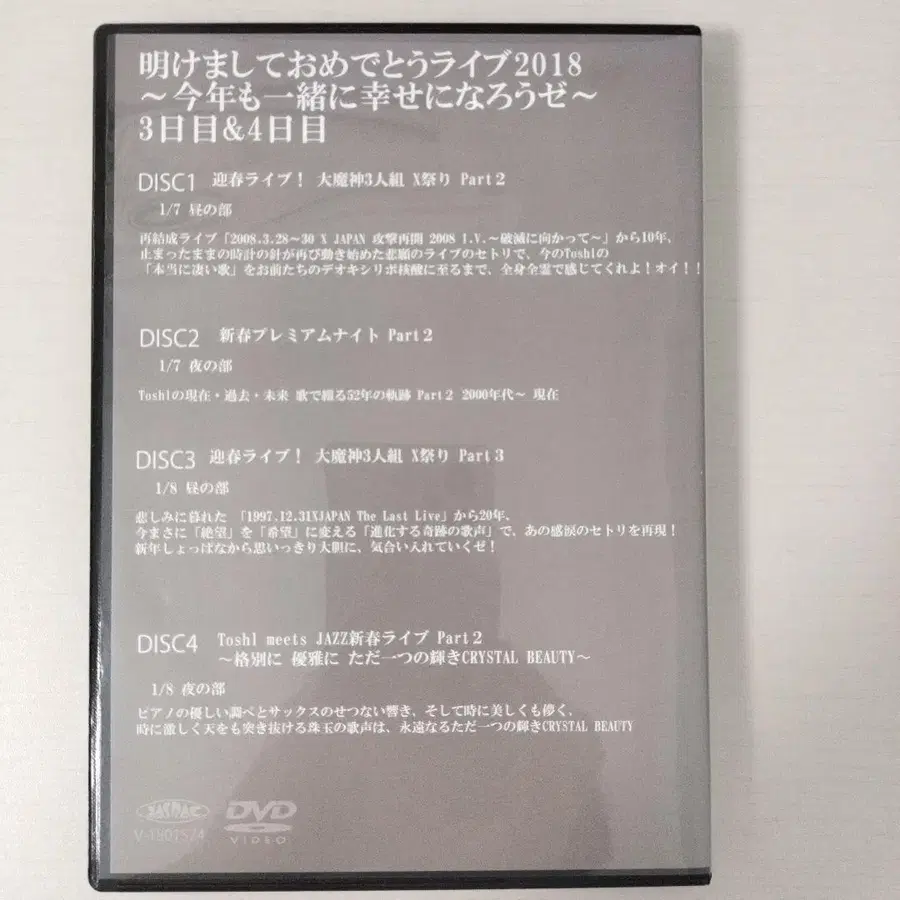 明けましておめでとうライブ2018
～今年も一緒に幸せになろうゼ～
3日目&4日目
DISC1 迎春ライブ！ 大魔神3人組 X祭り Part2
1/7 昼の部
再結成ライブ「2008.3.28～30 X JAPAN 攻撃再開 2008 I.V.～破滅に向かって～」から10年、
止まったままの時計の針が再び動き始めた悲願のライブのセトリで、今のToshlの
「本当に凄い歌」をお前たちのデオキシリボ核酸に至るまで、全身全霊で感じてくれよ！オイ！！
DISC2 新春プレミアムナイト Part2
1/7 夜の部
Toshlの現在・過去・未来 歌で綴る52年の軌跡 Part2 2000年代～ 現在
DISC3 迎春ライブ！ 大魔神3人組 X祭り Part3
1/8 昼の部
悲しみに暮れた 「1997.12.31XJAPAN The Last Live」から20年、
今まさに「絶望」を「希望」に変える「進化する奇跡の歌声」で、あの感涙のセトリを再現！
新年しょっぱなから思いっきり大胆に、気合い入れていくゼ！
DISC4 Toshl meets JAZZ新春ライブ Part2
～格別に 優雅に ただ一つの輝きCRYSTAL BEAUTY～
1/8 夜の部
ピアノの優しい調べとサックスのせつない響き、そして時に美しくも儚く、
時に激しく天をも突き抜ける珠玉の歌声は、永遠なるただ一つの輝きCRYSTAL BEAUTY
JASRAC
DVD
VIDEO
V-1801574